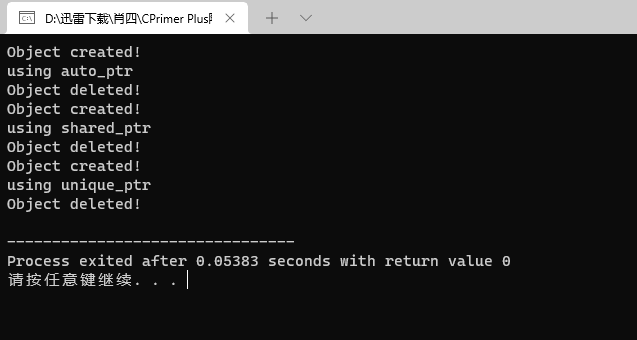 D:\迅雷下载\肖四\CPrimer Plus
Object created!
using auto_ptr
Object deleted!
Object created!
using shared_ptr
Object deleted!
Object created!
using unique_ptr
Object deleted!
--------------------------------
Process exited after 0.05383 seconds with return value 0
请按任意键继续. . .